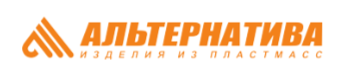 АЛЬТЕРНАТИВА
ИЗДЕЛИЯ ИЗ ПЛАСТМАСС